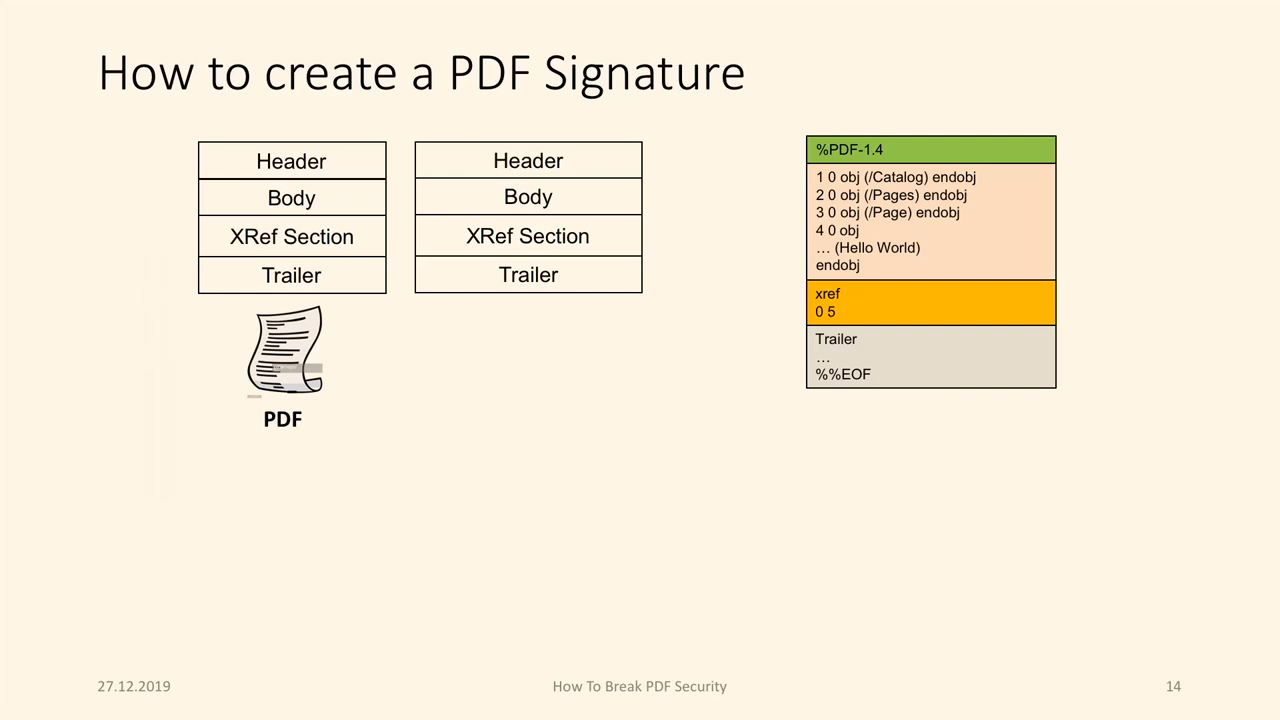 How to create a PDF Signature
Header
Body
XRef Section
Trailer
PDF
Header
Body
XRef Section
Trailer
%PDF-1.4
1 0 obj (/Catalog) endobj
2 0 obj (/Pages) endobj
3 0 obj (/Page) endobj
4 0 obj
… (Hello World)
endobj
xref
0 5
Trailer
…
%%EOF
27.12.2019
How To Break PDF Security
14